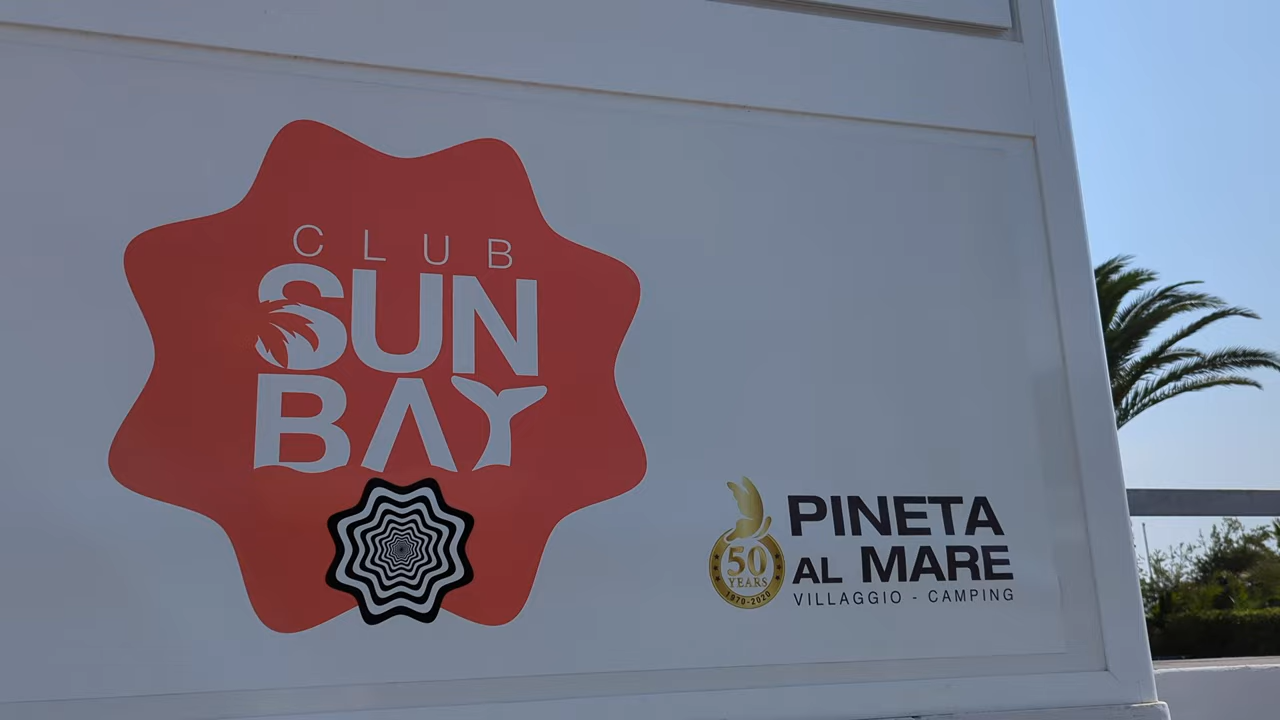 CLUB
SUN
BAY
50
YEARS
1970-2020
PINETA
AL MARE
VILLAGGIO - CAMPING